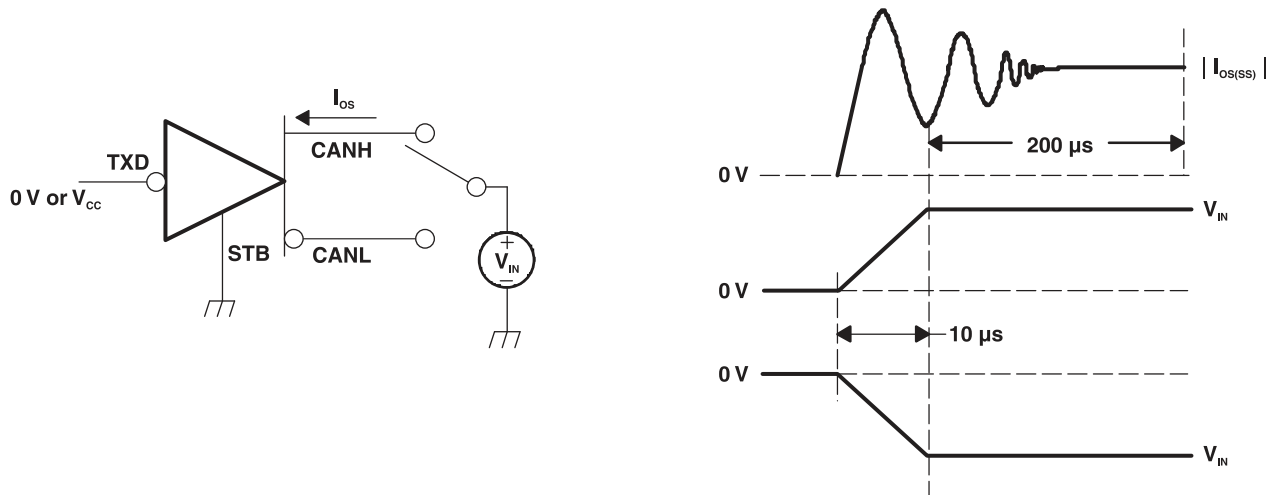 I_OS
CANH
TXD
0 V or V_CC
STB
CANL
+
V_IN
–
| I_OS(SS) |
200 µs
0 V
V_IN
0 V
10 µs
0 V
V_IN